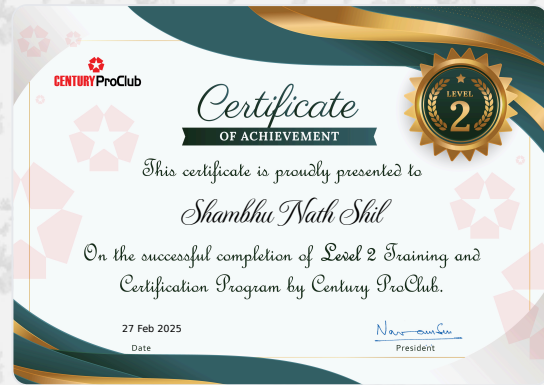 CENTURY ProClub
LEVEL
2
Certificate
OF ACHIEVEMENT
This certificate is proudly presented to
Shambhu Nath Shil
On the successful completion of Level 2 Training and
Certification Program by Century ProClub.
27 Feb 2025
Date
President